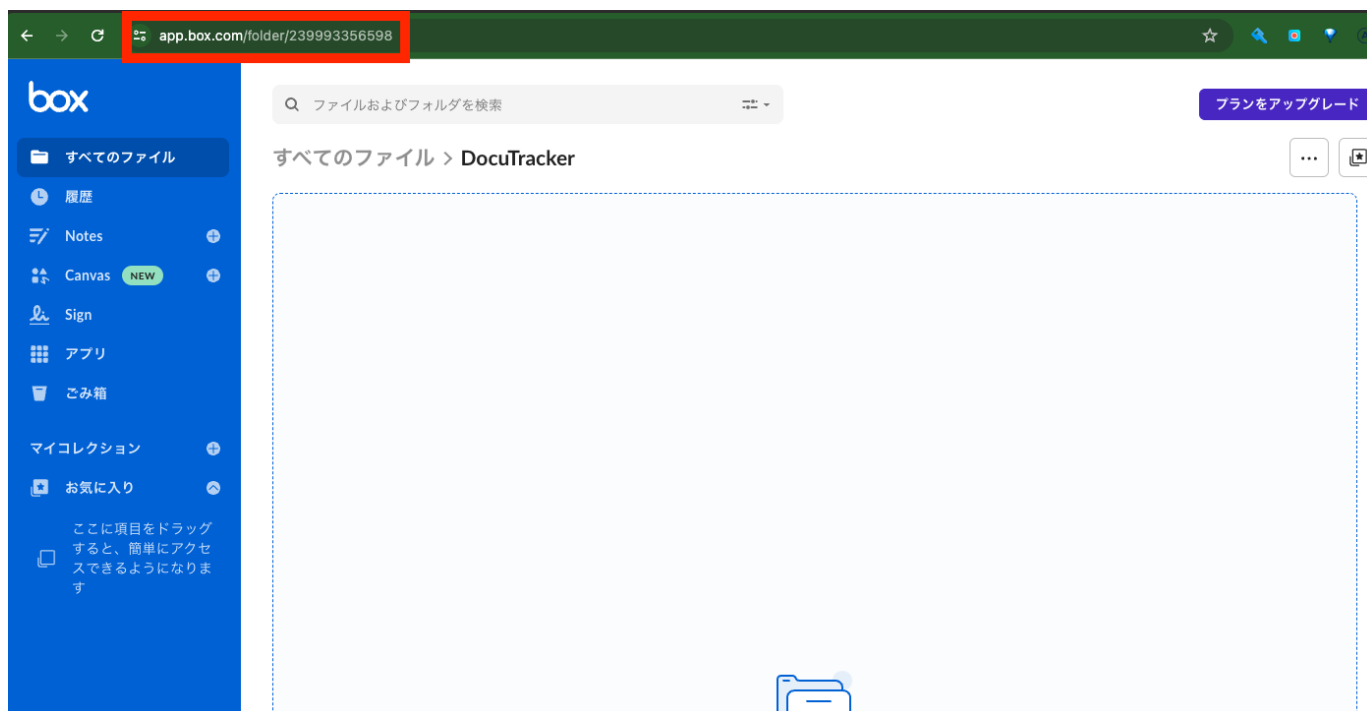 app.box.com/folder/239993356598
box
ファイルおよびフォルダを検索
プランをアップグレード
すべてのファイル
すべてのファイル > DocuTracker
履歴
Notes
Canvas NEW
Sign
アプリ
ごみ箱
マイコレクション
お気に入り
ここに項目をドラッグ
すると、簡単にアクセ
スできるようになりま
す